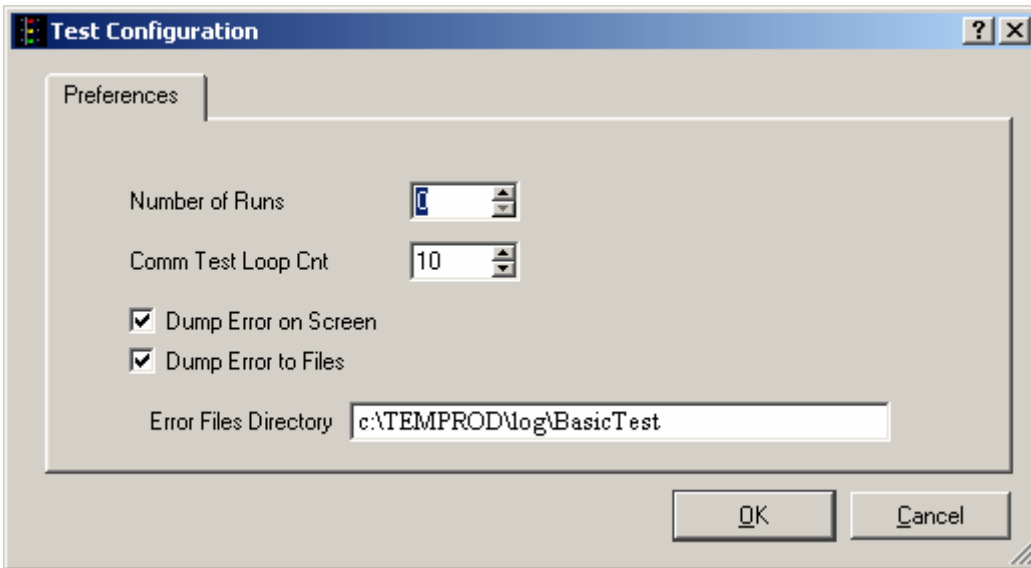 Test Configuration
Preferences
Number of Runs 0
Comm Test Loop Cnt 10
Dump Error on Screen
Dump Error to Files
Error Files Directory c:\TEMPROD\log\BasicTest
OK Cancel